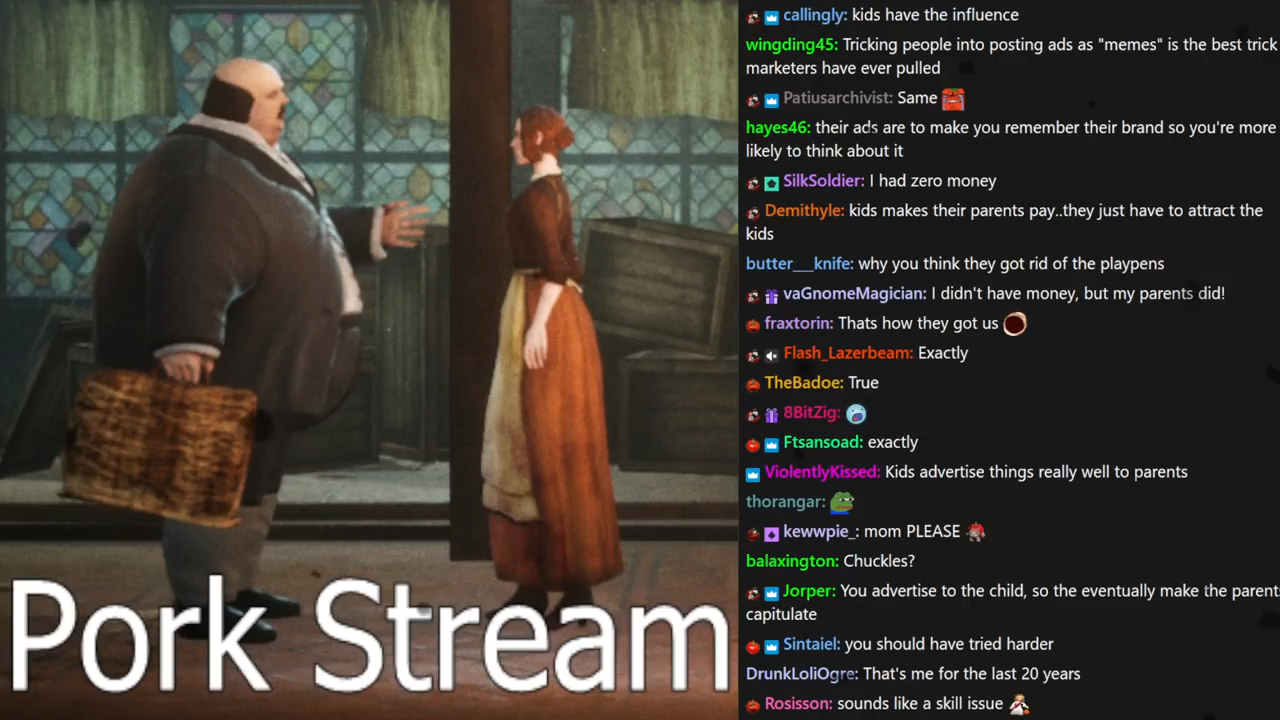 callingly: kids have the influence
wingding45: Tricking people into posting ads as "memes" is the best trick
marketers have ever pulled
Patiusarchivist: Same
hayes46: their ads are to make you remember their brand so you're more
likely to think about it
SilkSoldier: I had zero money
Demithyle: kids makes their parents pay..they just have to attract the
kids
butter__knife: why you think they got rid of the playpens
vaGnomeMagician: I didn't have money, but my parents did!
fraxtorin: Thats how they got us
Flash_Lazerbeam: Exactly
TheBadoe: True
8BitZig:
Ftsansoad: exactly
ViolentlyKissed: Kids advertise things really well to parents
thorangar:
kewwpie_: mom PLEASE
balaxington: Chuckles?
Jorper: You advertise to the child, so the eventually make the parent
capitulate
Sintaiel: you should have tried harder
DrunkLoliOgre: That's me for the last 20 years
Rosisson: sounds like a skill issue
Pork Stream